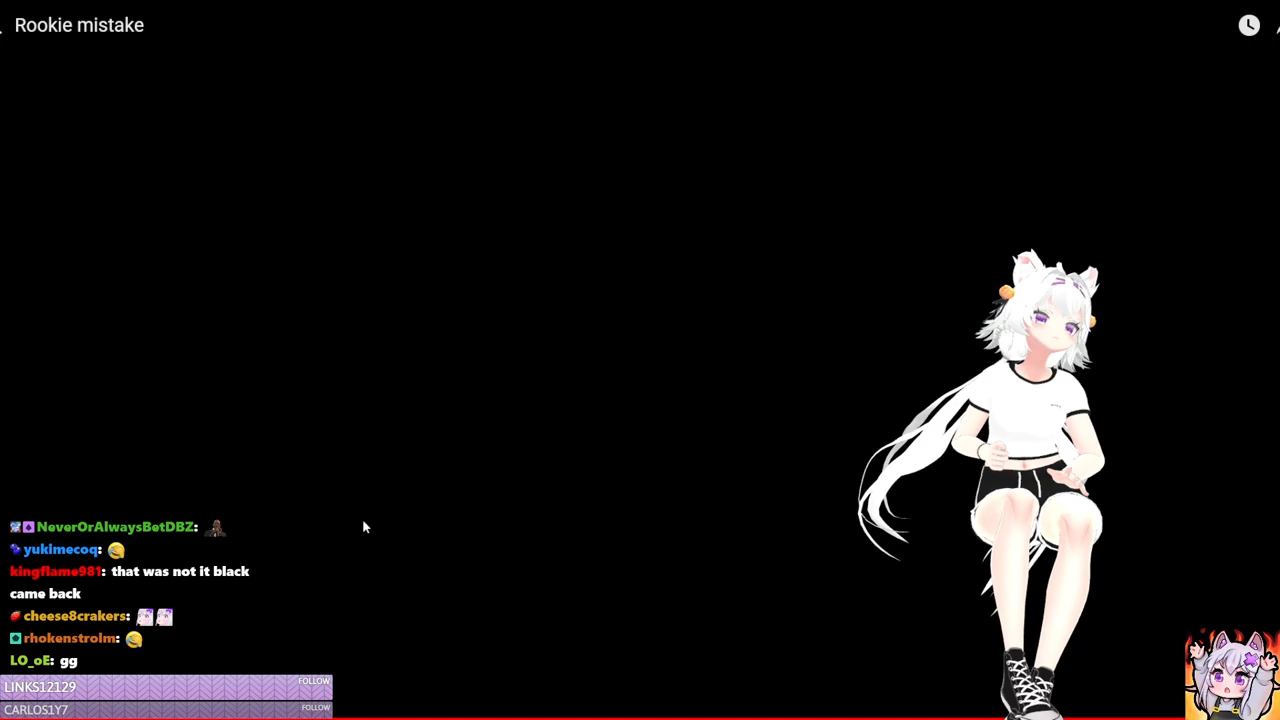 Rookie mistake
NeverOrAlwaysBetDBZ:
yukimecoq:
kingflame981: that was not it black
came back
cheese8crakers:
rhokenstrolm:
LO_oE: gg
LINKS12129 FOLLOW
CARLOS1Y7 FOLLOW